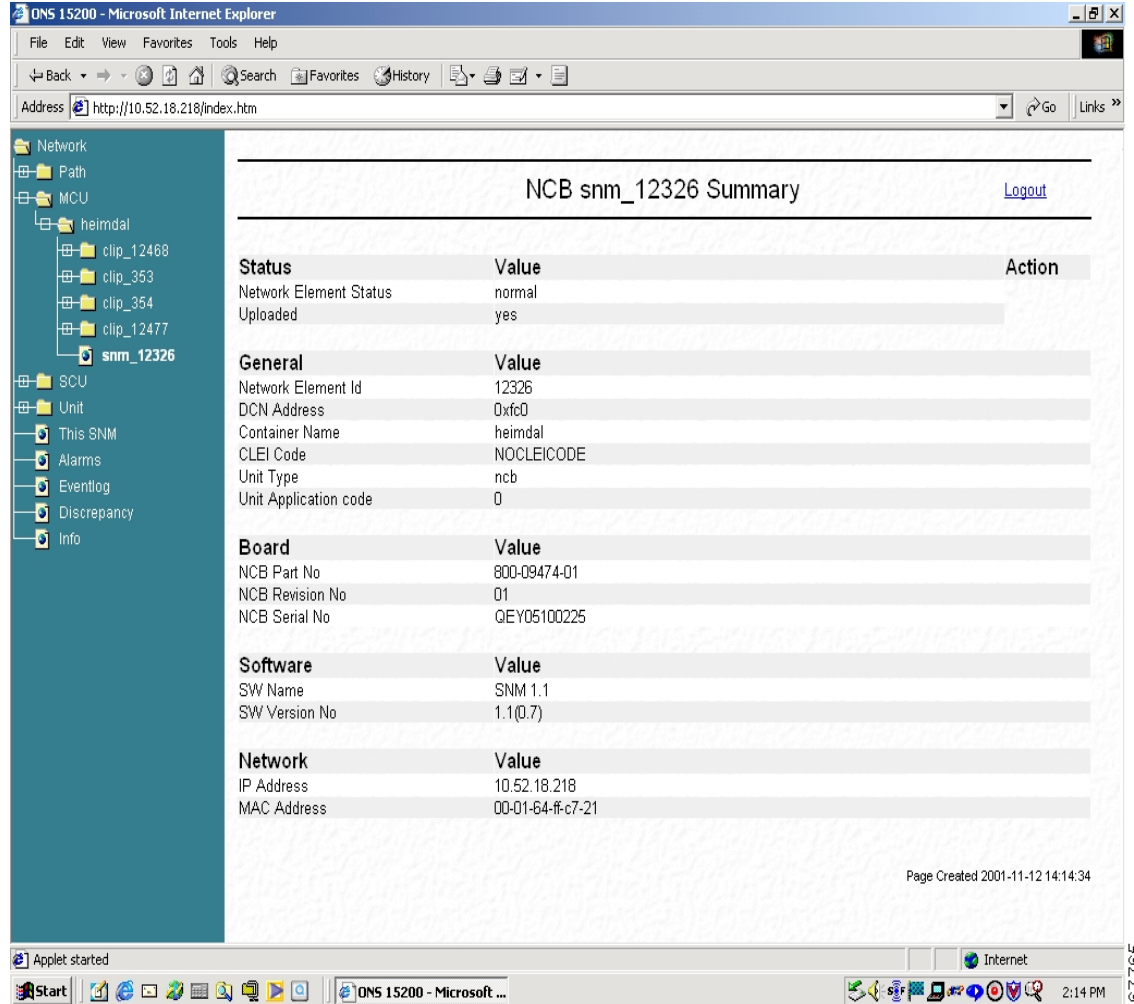 ONS 15200 - Microsoft Internet Explorer
File Edit View Favorites Tools Help
Back Search Favorites History
Address http://10.52.18.218/index.htm Go Links »
Network
Path
MCU
heimdal
clip_12468
clip_353
clip_354
clip_12477
snm_12326
SCU
Unit
This SNM
Alarms
Eventlog
Discrepancy
Info
NCB snm_12326 Summary Logout
Status Value Action
Network Element Status normal
Uploaded yes
General Value
Network Element Id 12326
DCN Address 0xfc0
Container Name heimdal
CLEI Code NOCLEICODE
Unit Type ncb
Unit Application code 0
Board Value
NCB Part No 800-09474-01
NCB Revision No 01
NCB Serial No QEY05100225
Software Value
SW Name SNM 1.1
SW Version No 1.1(0.7)
Network Value
IP Address 10.52.18.218
MAC Address 00-01-64-ff-c7-21
Page Created 2001-11-12 14:14:34
Applet started Internet
Start ONS 15200 - Microsoft ... 2:14 PM